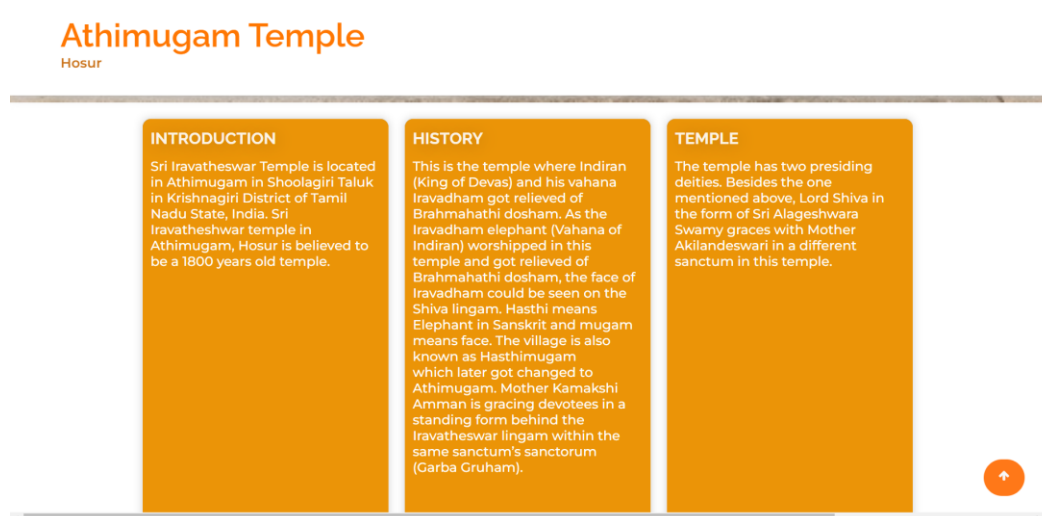 Athimugam Temple
Hosur
INTRODUCTION
Sri Iravatheswar Temple is located
in Athimugam in Shoolagiri Taluk
in Krishnagiri District of Tamil
Nadu State, India. Sri
Iravatheshwar temple in
Athimugam, Hosur is believed to
be a 1800 years old temple.
HISTORY
This is the temple where Indiran
(King of Devas) and his vahana
Iravadham got relieved of
Brahmahathi dosham. As the
Iravadham elephant (Vahana of
Indiran) worshipped in this
temple and got relieved of
Brahmahathi dosham, the face of
Iravadham could be seen on the
Shiva lingam. Hasthi means
Elephant in Sanskrit and mugam
means face. The village is also
known as Hasthimugam
which later got changed to
Athimugam. Mother Kamakshi
Amman is gracing devotees in a
standing form behind the
Iravatheswar lingam within the
same sanctum's sanctorum
(Garba Gruham).
TEMPLE
The temple has two presiding
deities. Besides the one
mentioned above, Lord Shiva in
the form of Sri Alageshwara
Swamy graces with Mother
Akilandeswari in a different
sanctum in this temple.